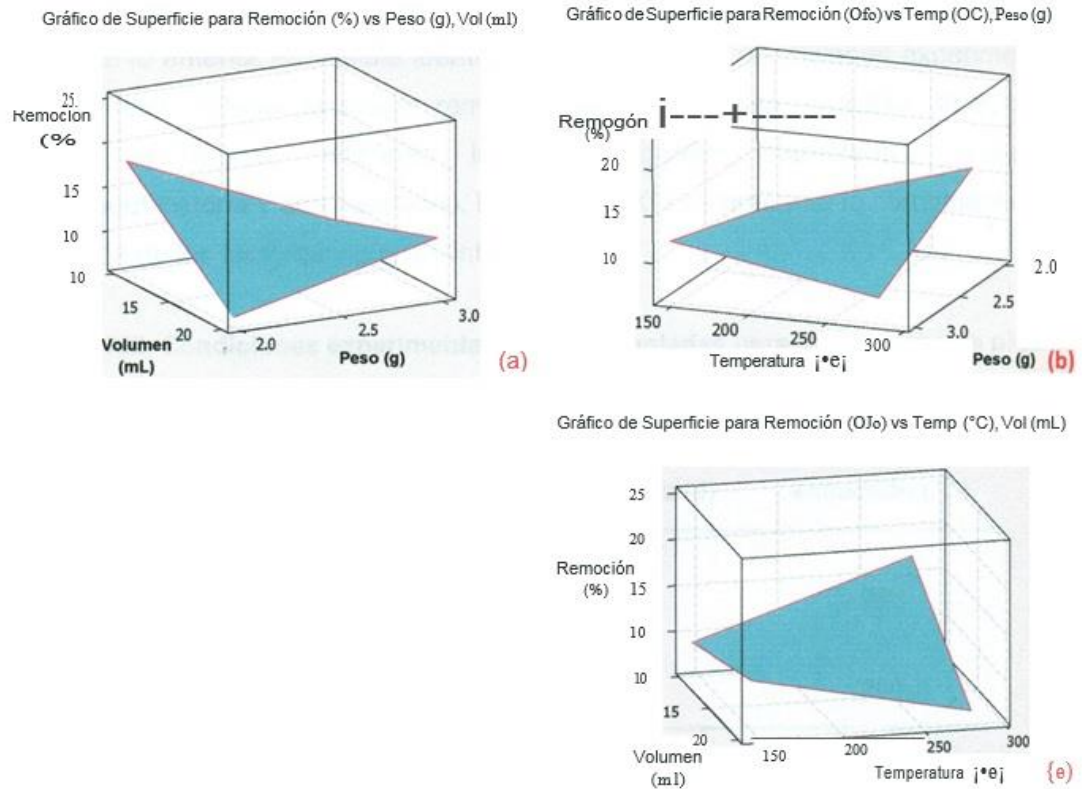 Gráfico de Superficie para Remoción (%) vs Peso (g), Vol (ml)
25
Remoción
(%
15
10
10
15
20
Volumen
(mL)
2.0
2.5
3.0
Peso (g)
(a)
Gráfico de Superficie para Remoción (Ofo) vs Temp (OC), Peso (g)
Remogón i---+-----
(%)
20
15
10
150
200
250
300
3.0
2.5
2.0
Temperatura ¡•e¡
Peso (g)
(b)
Gráfico de Superficie para Remoción (OJo) vs Temp (°C), Vol (mL)
25
20
Remoción
(%)
15
10
10
15
20
Volumen
(ml)
150
200
250
300
Temperatura ¡•e¡
{e)